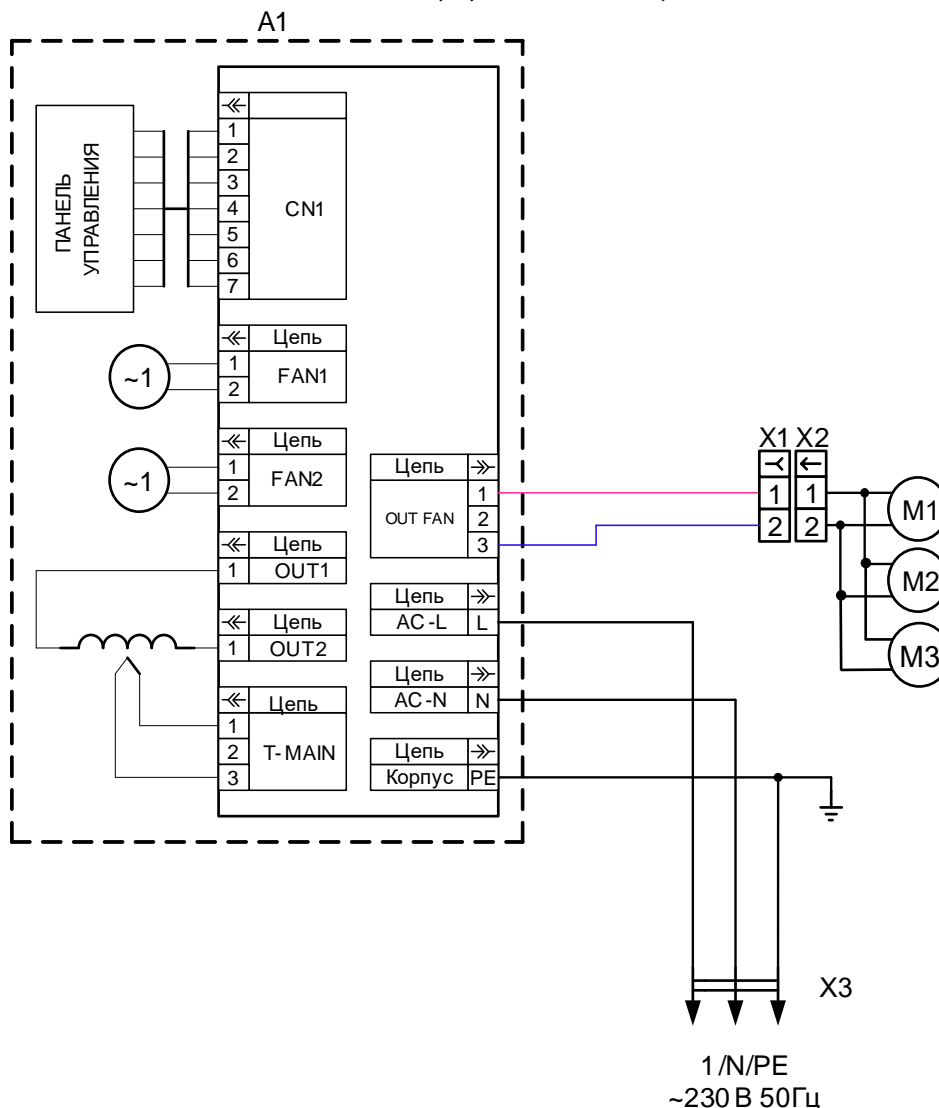 A1
ПАНЕЛЬ
УПРАВЛЕНИЯ
1
2
3
4
5
6
7
CN1
Цепь
1
2
FAN1
~1
Цепь
1
2
FAN2
~1
Цепь
1
OUT1
Цепь
1
OUT2
Цепь
1
2
3
T-MAIN
Цепь
OUT FAN
1
2
3
Цепь
AC-L
L
Цепь
AC-N
N
Цепь
Корпус
PE
X1
X2
1
2
1
2
M1
M2
M3
X3
1/N/PE
~230 В 50Гц